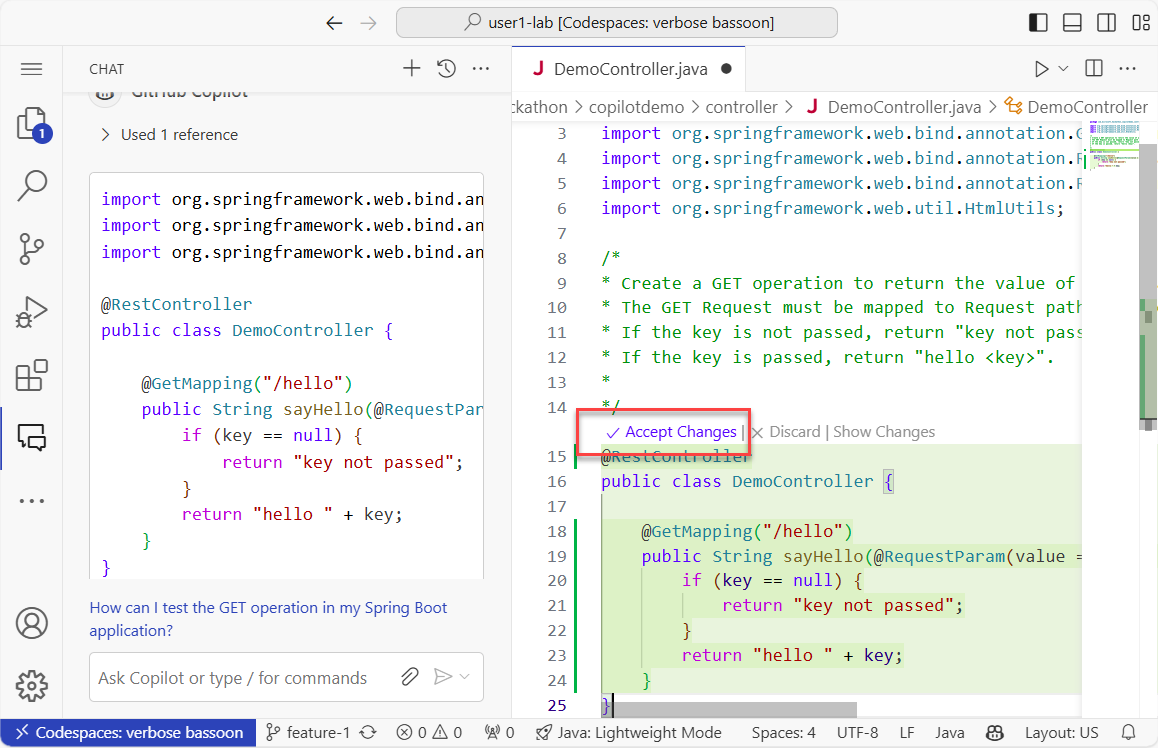 user1-lab [Codespaces: verbose bassoon]
CHAT
GitHub Copilot
Used 1 reference
import org.springframework.web.bind.an
import org.springframework.web.bind.an
import org.springframework.web.bind.an
@RestController
public class DemoController {
@GetMapping("/hello")
public String sayHello(@RequestPar
if (key == null) {
return "key not passed";
}
return "hello " + key;
}
}
How can I test the GET operation in my Spring Boot
application?
Ask Copilot or type / for commands
1
J DemoController.java
ckathon > copilotdemo > controller > J DemoController.java > DemoController
3 import org.springframework.web.bind.annotation.G
4 import org.springframework.web.bind.annotation.R
5 import org.springframework.web.bind.annotation.R
6 import org.springframework.web.util.HtmlUtils;
7
8 /*
9 * Create a GET operation to return the value of
10 * The GET Request must be mapped to Request path
11 * If the key is not passed, return "key not pass
12 * If the key is passed, return "hello <key>".
13 *
14 */
Accept Changes | Discard | Show Changes
15 @RestController
16 public class DemoController {
17
18 @GetMapping("/hello")
19 public String sayHello(@RequestParam(value =
20 if (key == null) {
21 return "key not passed";
22 }
23 return "hello " + key;
24 }
25 }
Codespaces: verbose bassoon feature-1 0 0 0 Java: Lightweight Mode Spaces: 4 UTF-8 LF Java Layout: US